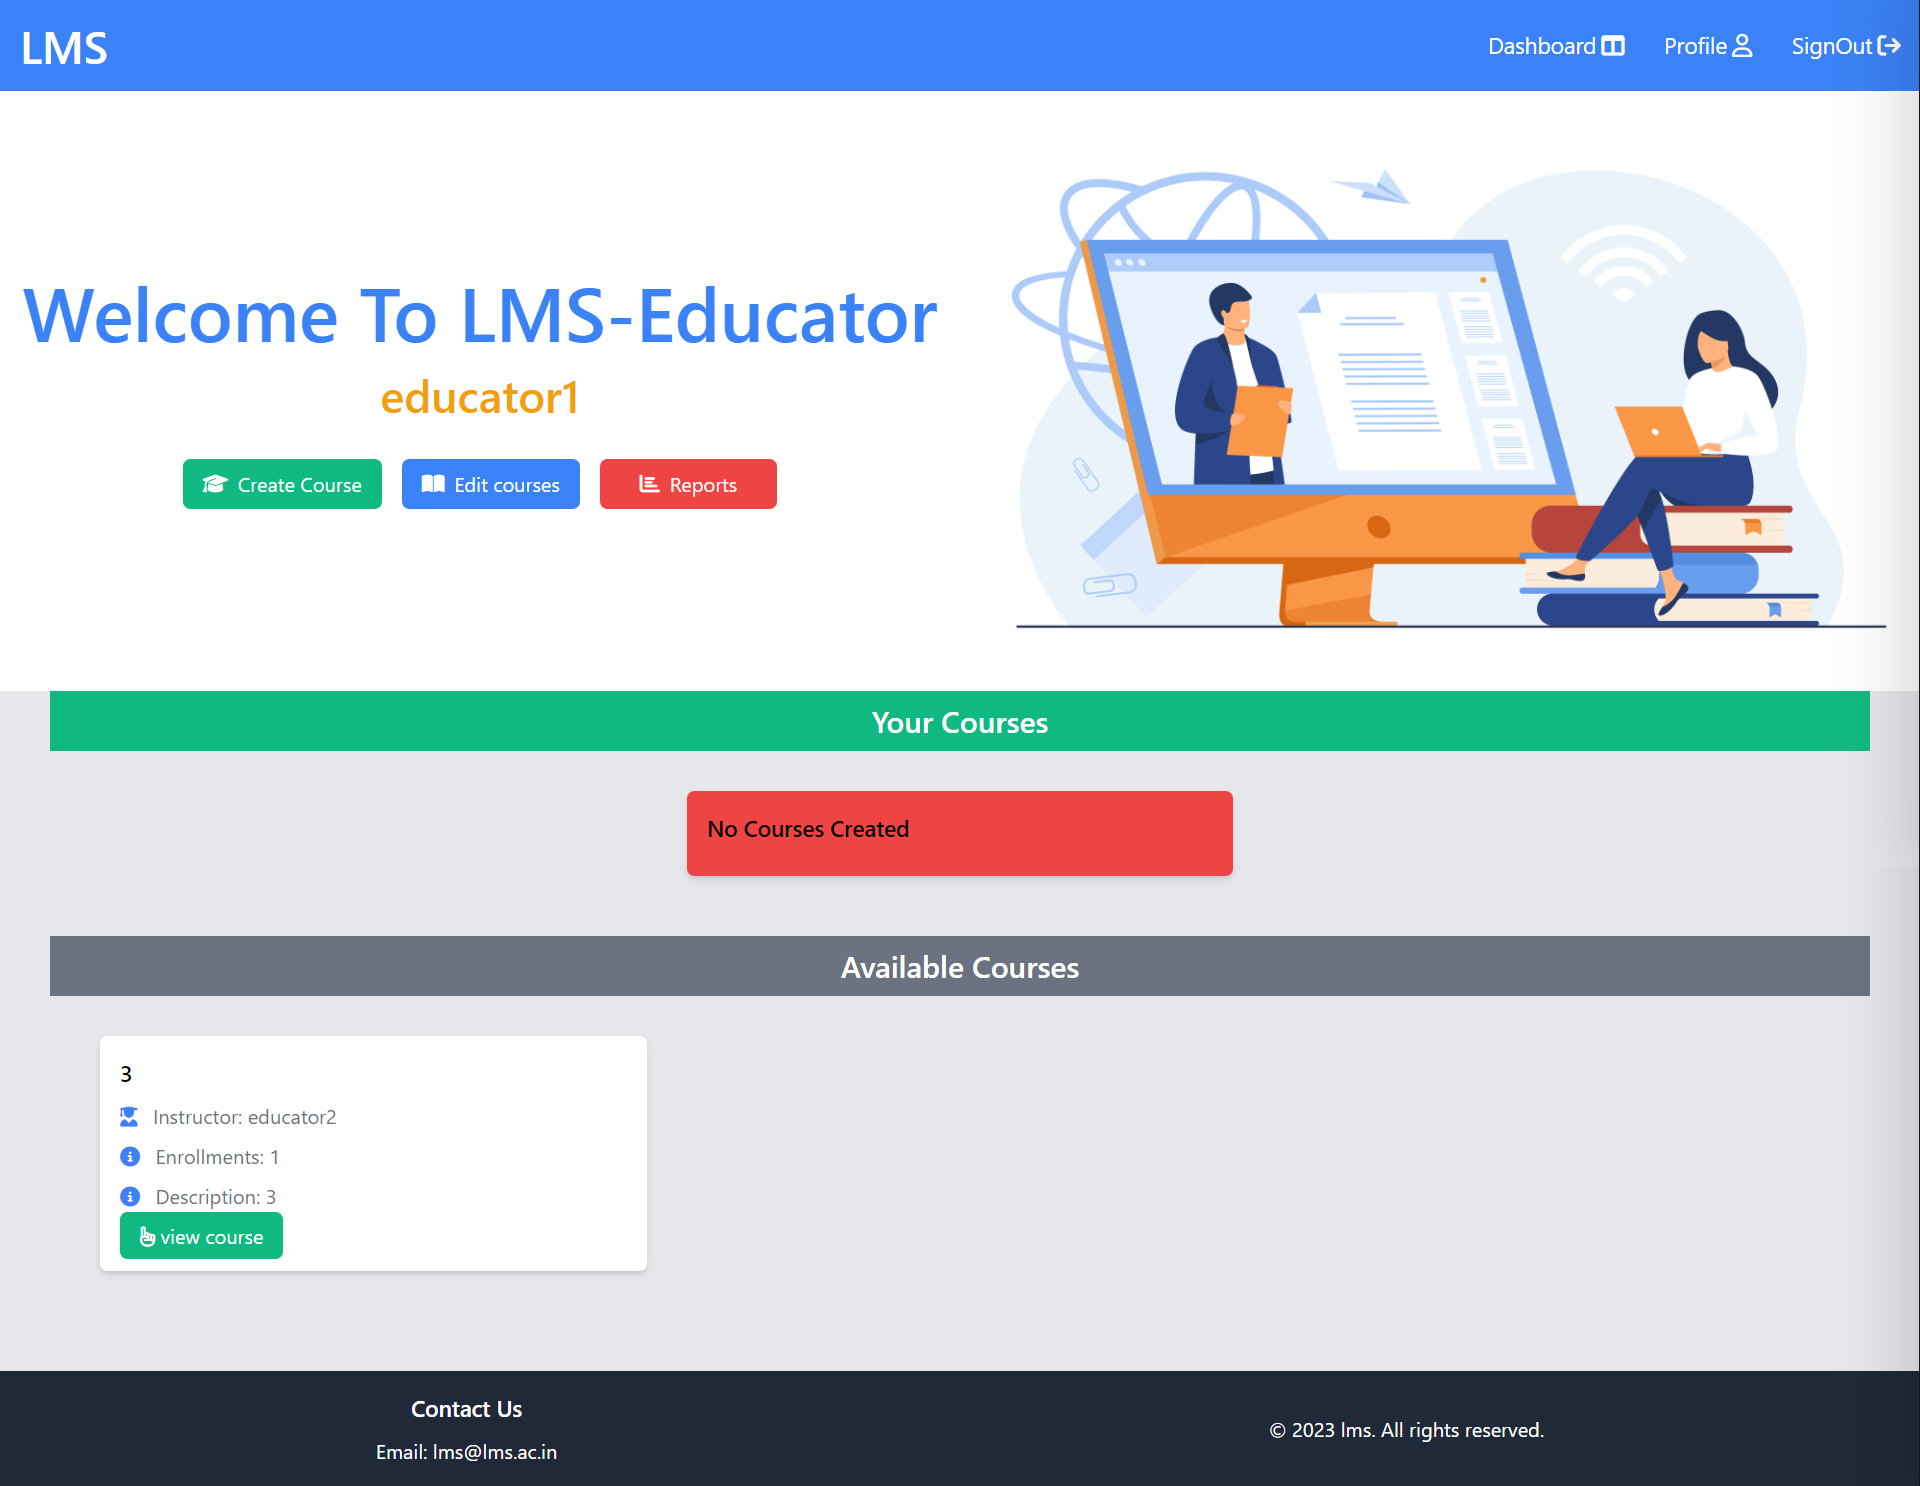 LMS
Dashboard
Profile
SignOut
Welcome To LMS-Educator
educator1
Create Course
Edit courses
Reports
Your Courses
No Courses Created
Available Courses
3
Instructor: educator2
Enrollments: 1
Description: 3
view course
Contact Us
Email: lms@lms.ac.in
© 2023 lms. All rights reserved.